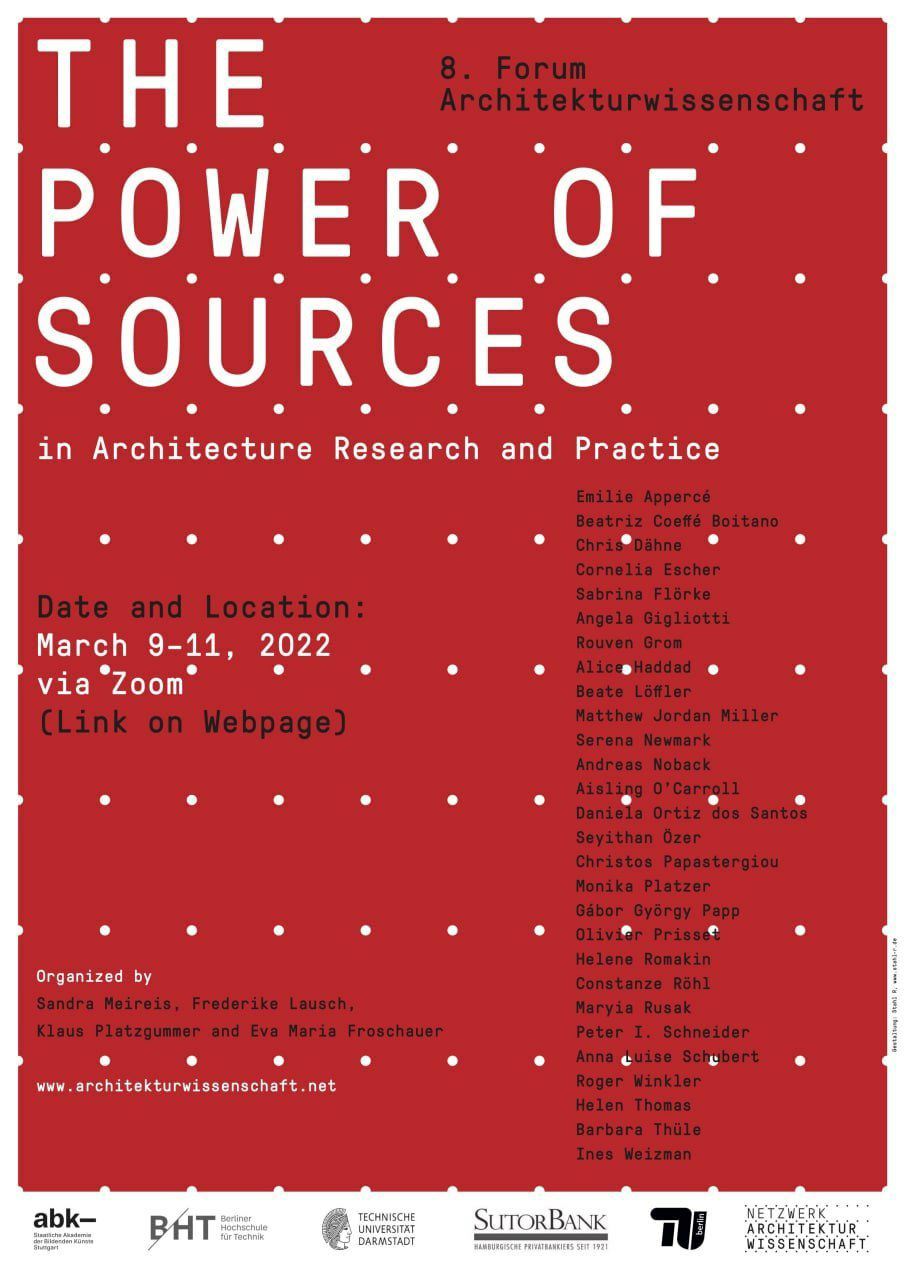 THE
POWER OF
SOURCES
8. Forum
Architekturwissenschaft
in Architecture Research and Practice
Date and Location:
March 9–11, 2022
via Zoom
(Link on Webpage)
Emilie Appercé
Beatriz Coeffé Boitano
Chris Dähne
Cornelia Escher
Sabrina Flörke
Angela Gigliotti
Rouven Grom
Alice Haddad
Beate Löffler
Matthew Jordan Miller
Serena Newmark
Andreas Noback
Aisling O’Carroll
Daniela Ortiz dos Santos
Seyithan Özer
Christos Papastergiou
Monika Platzer
Gábor György Papp
Olivier Prisset
Helene Romakin
Constanze Röhl
Maryia Rusak
Peter I. Schneider
Anna Luise Schubert
Roger Winkler
Helen Thomas
Barbara Thüle
Ines Weizman
Organized by
Sandra Meireis, Frederike Lausch,
Klaus Platzgummer and Eva Maria Froschauer
www.architekturwissenschaft.net
Gestaltung: Stahl R, www.stahl-r.de
abk–
Staatliche Akademie
der Bildenden Künste
Stuttgart
BHT
Berliner
Hochschule
für Technik
TECHNISCHE
UNIVERSITÄT
DARMSTADT
SUTORBANK
HAMBURGISCHE PRIVATBANKIERS SEIT 1921
TU
berlin
NETZWERK
ARCHITEKTUR
WISSENSCHAFT